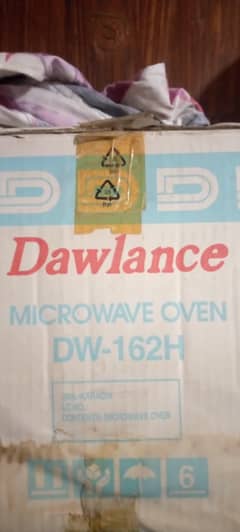 Dawlance
MICROWAVE OVEN
DW-162H
CONTENTS: MICROWAVE OVEN
6